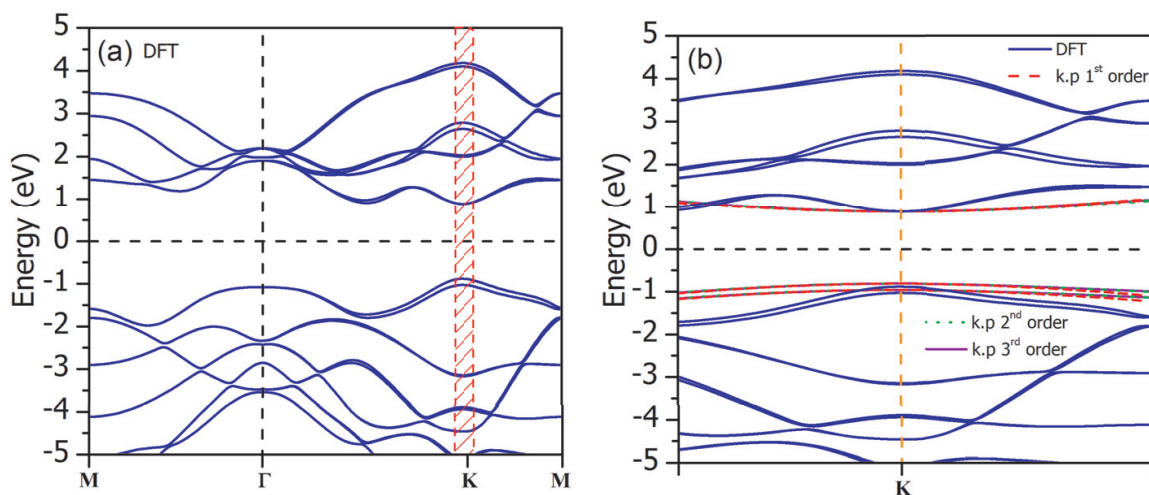 (a) DFT
Energy (eV)
5
4
3
2
1
0
-1
-2
-3
-4
-5
M Γ K M
(b)
DFT
k.p 1st order
Energy (eV)
5
4
3
2
1
0
-1
-2
-3
-4
-5
k.p 2nd order
k.p 3rd order
K